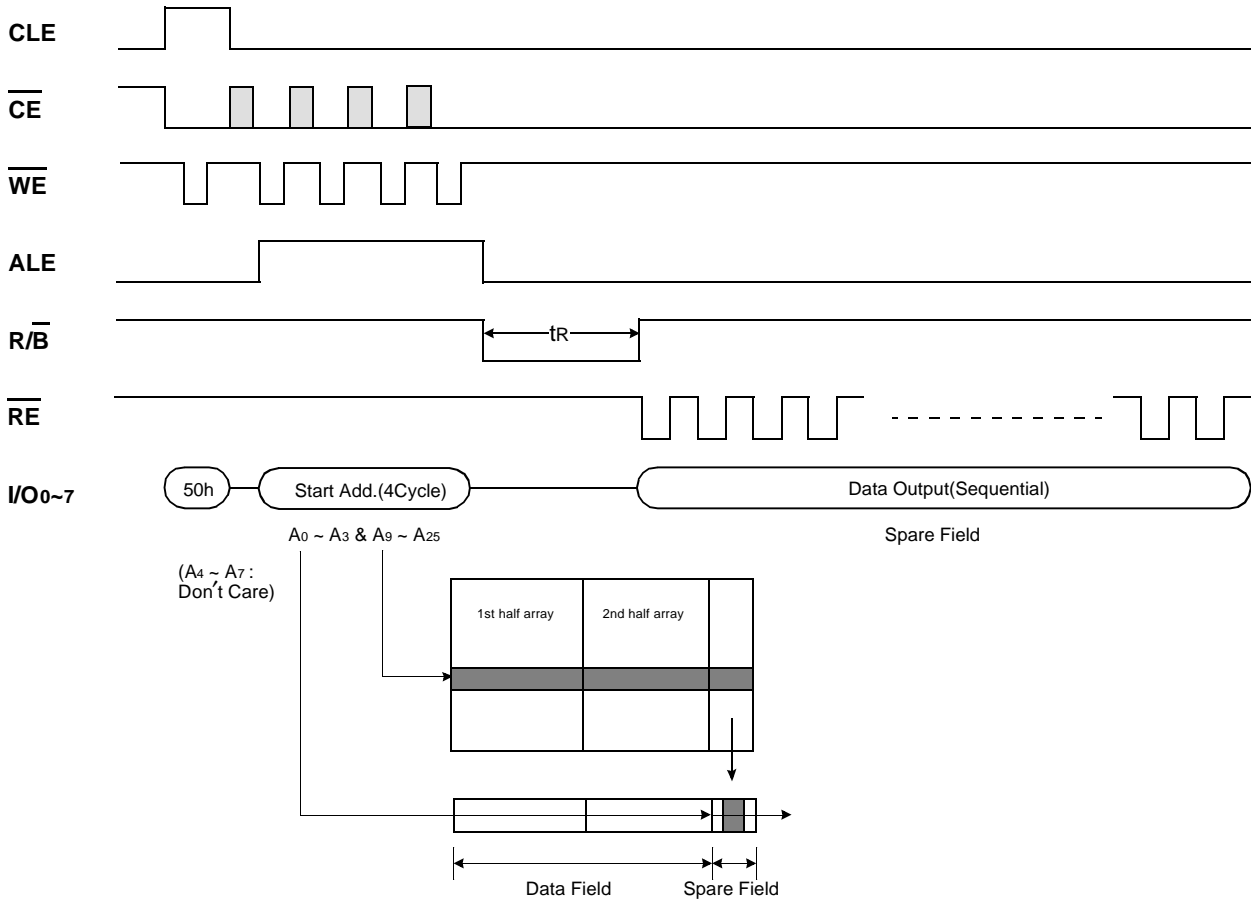 CLE
CE
WE
ALE
R/B
tR
RE
I/O0~7
50h
Start Add.(4Cycle)
Data Output(Sequential)
A0 ~ A3 & A9 ~ A25
Spare Field
(A4 ~ A7 :
Don't Care)
1st half array
2nd half array
Data Field
Spare Field